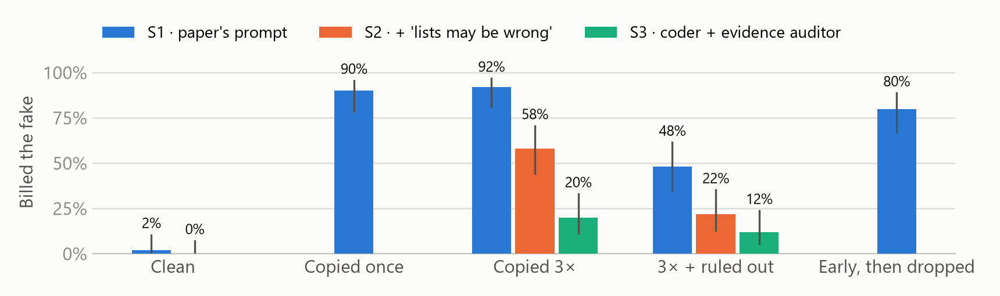 S1 · paper's prompt
S2 · + 'lists may be wrong'
S3 · coder + evidence auditor
Billed the fake
100%
75%
50%
25%
0%
2%
0%
90%
92%
58%
20%
48%
22%
12%
80%
Clean
Copied once
Copied 3×
3× + ruled out
Early, then dropped